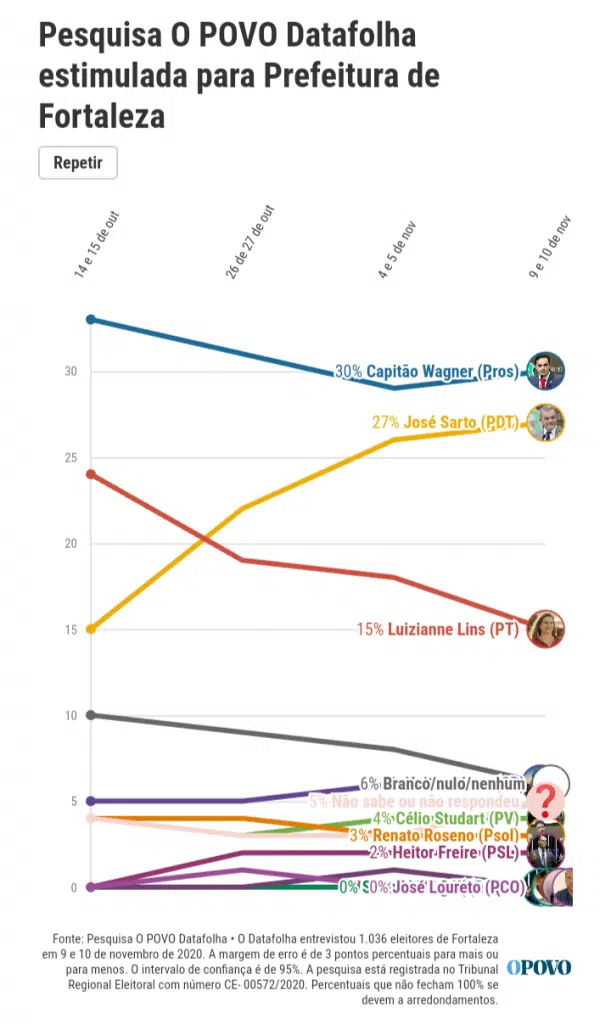 Pesquisa O POVO Datafolha
estimulada para Prefeitura de
Fortaleza
Repetir
14 e 15 de out
26 de 27 de out
4 e 5 de nov
9 e 10 de nov
30
30% Capitão Wagner (Pros)
27% José Sarto (PDT)
25
20
15
15% Luizianne Lins (PT)
10
6% Branco/nulo/nenhum
5
5% Não sabe ou não respondeu
4% Célio Studart (PV)
3% Renato Roseno (Psol)
2% Heitor Freire (PSL)
0
0%
0% José Loureto (PCO)
Fonte: Pesquisa O POVO Datafolha • O Datafolha entrevistou 1.036 eleitores de Fortaleza
em 9 e 10 de novembro de 2020. A margem de erro é de 3 pontos percentuais para mais ou
para menos. O intervalo de confiança é de 95%. A pesquisa está registrada no Tribunal
Regional Eleitoral com número CE- 00572/2020. Percentuais que não fecham 100% se
devem a arredondamentos.
O POVO